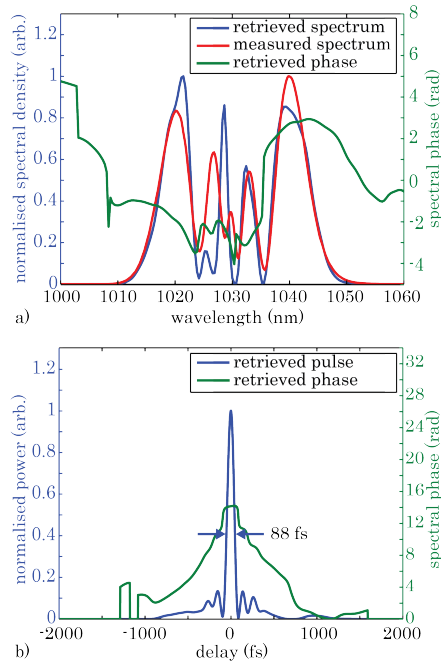 retrieved spectrum
measured spectrum
retrieved phase
normalised spectral density (arb.)
1.2
1
0.8
0.6
0.4
0.2
0
8
6
4
2
0
-2
-4
spectral phase (rad)
1000 1010 1020 1030 1040 1050 1060
wavelength (nm)
a)
retrieved pulse
retrieved phase
normalised power (arb.)
1.2
1
0.8
0.6
0.4
0.2
0
88 fs
32
28
24
20
16
12
8
4
0
spectral phase (rad)
-2000 -1000 0 1000 2000
delay (fs)
b)